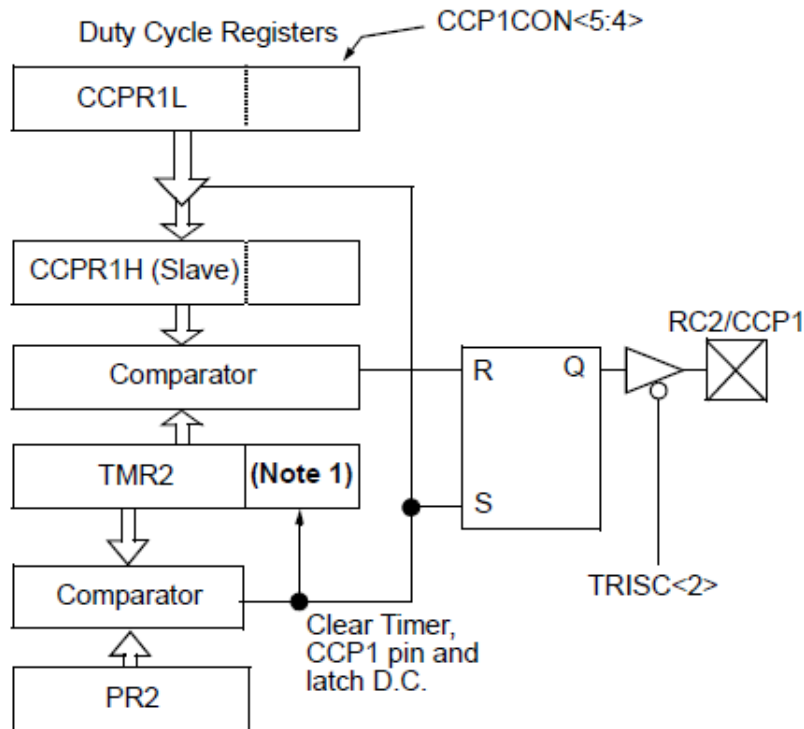 Duty Cycle Registers
CCP1CON<5:4>
CCPR1L
CCPR1H (Slave)
RC2/CCP1
Comparator
R
Q
TMR2
(Note 1)
S
Comparator
TRISC<2>
Clear Timer,
CCP1 pin and
latch D.C.
PR2